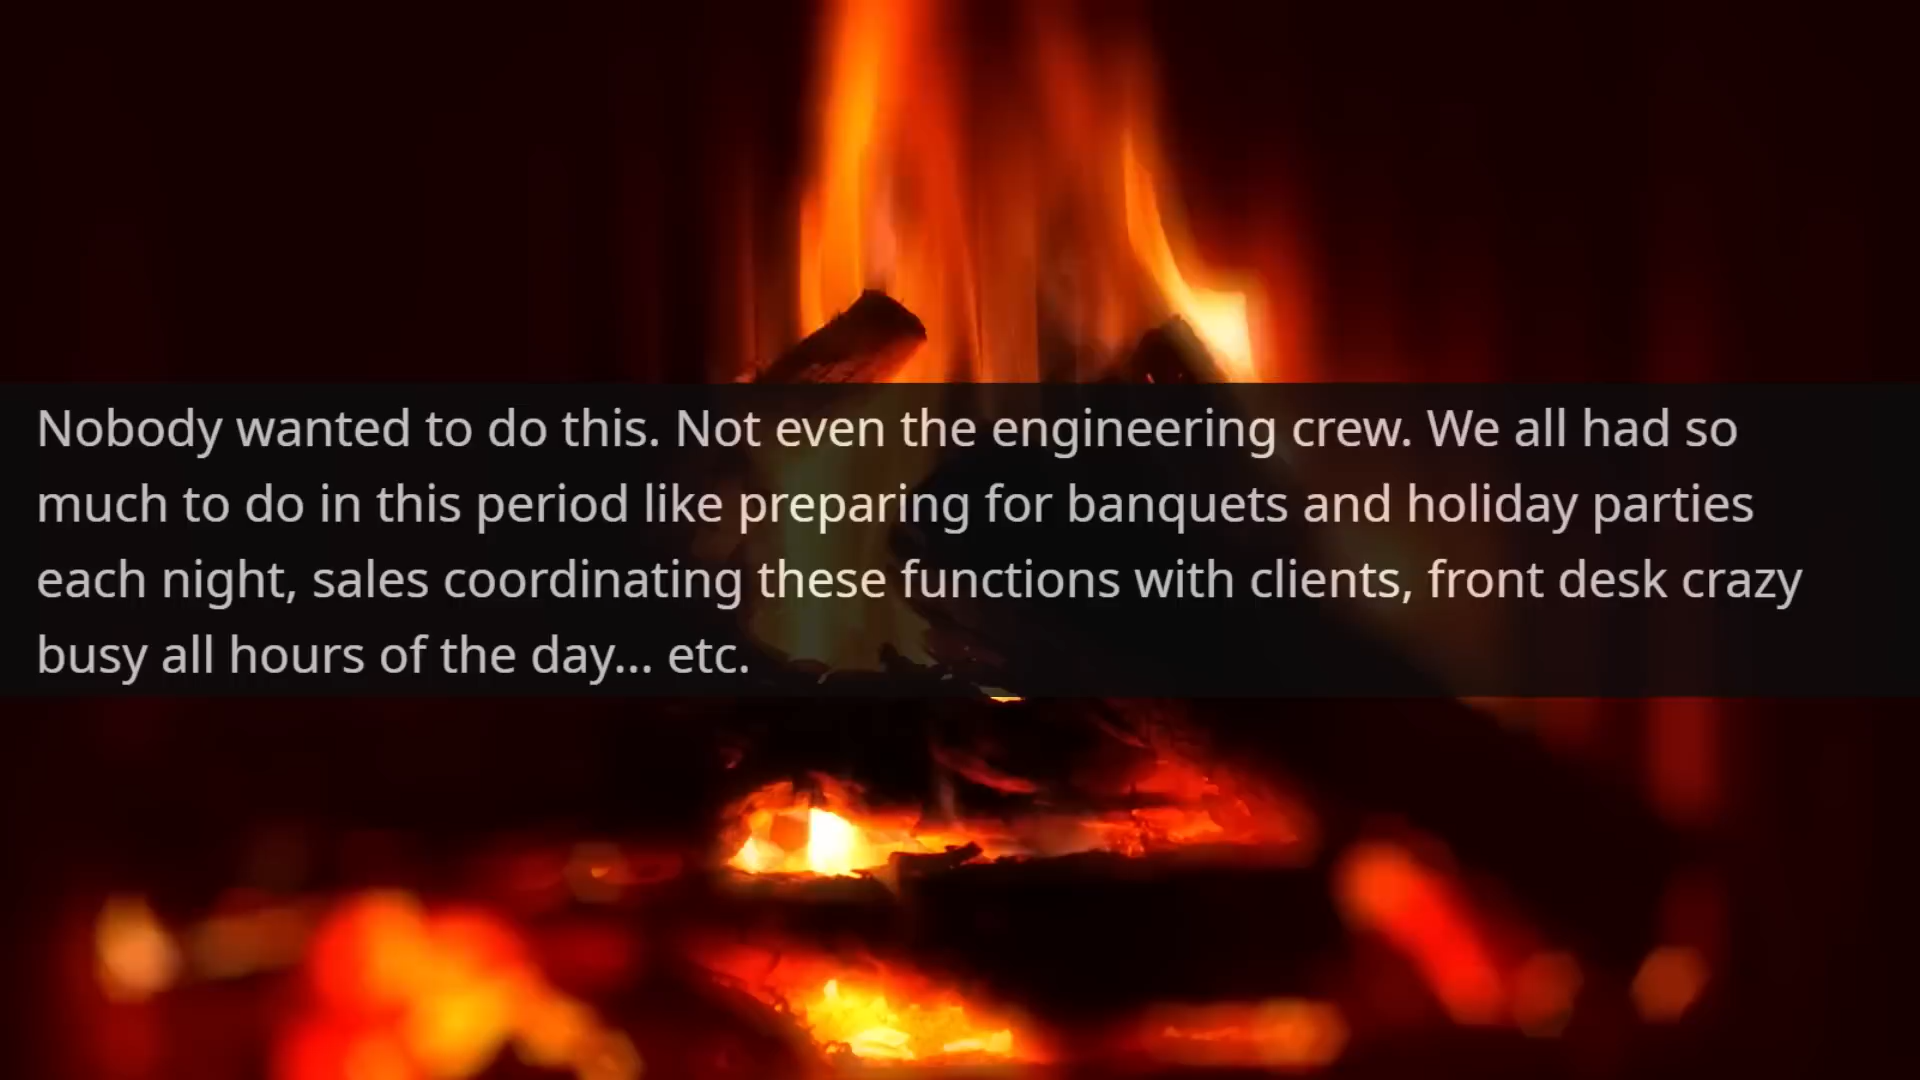 Nobody wanted to do this. Not even the engineering crew. We all had so
much to do in this period like preparing for banquets and holiday parties
each night, sales coordinating these functions with clients, front desk crazy
busy all hours of the day... etc.